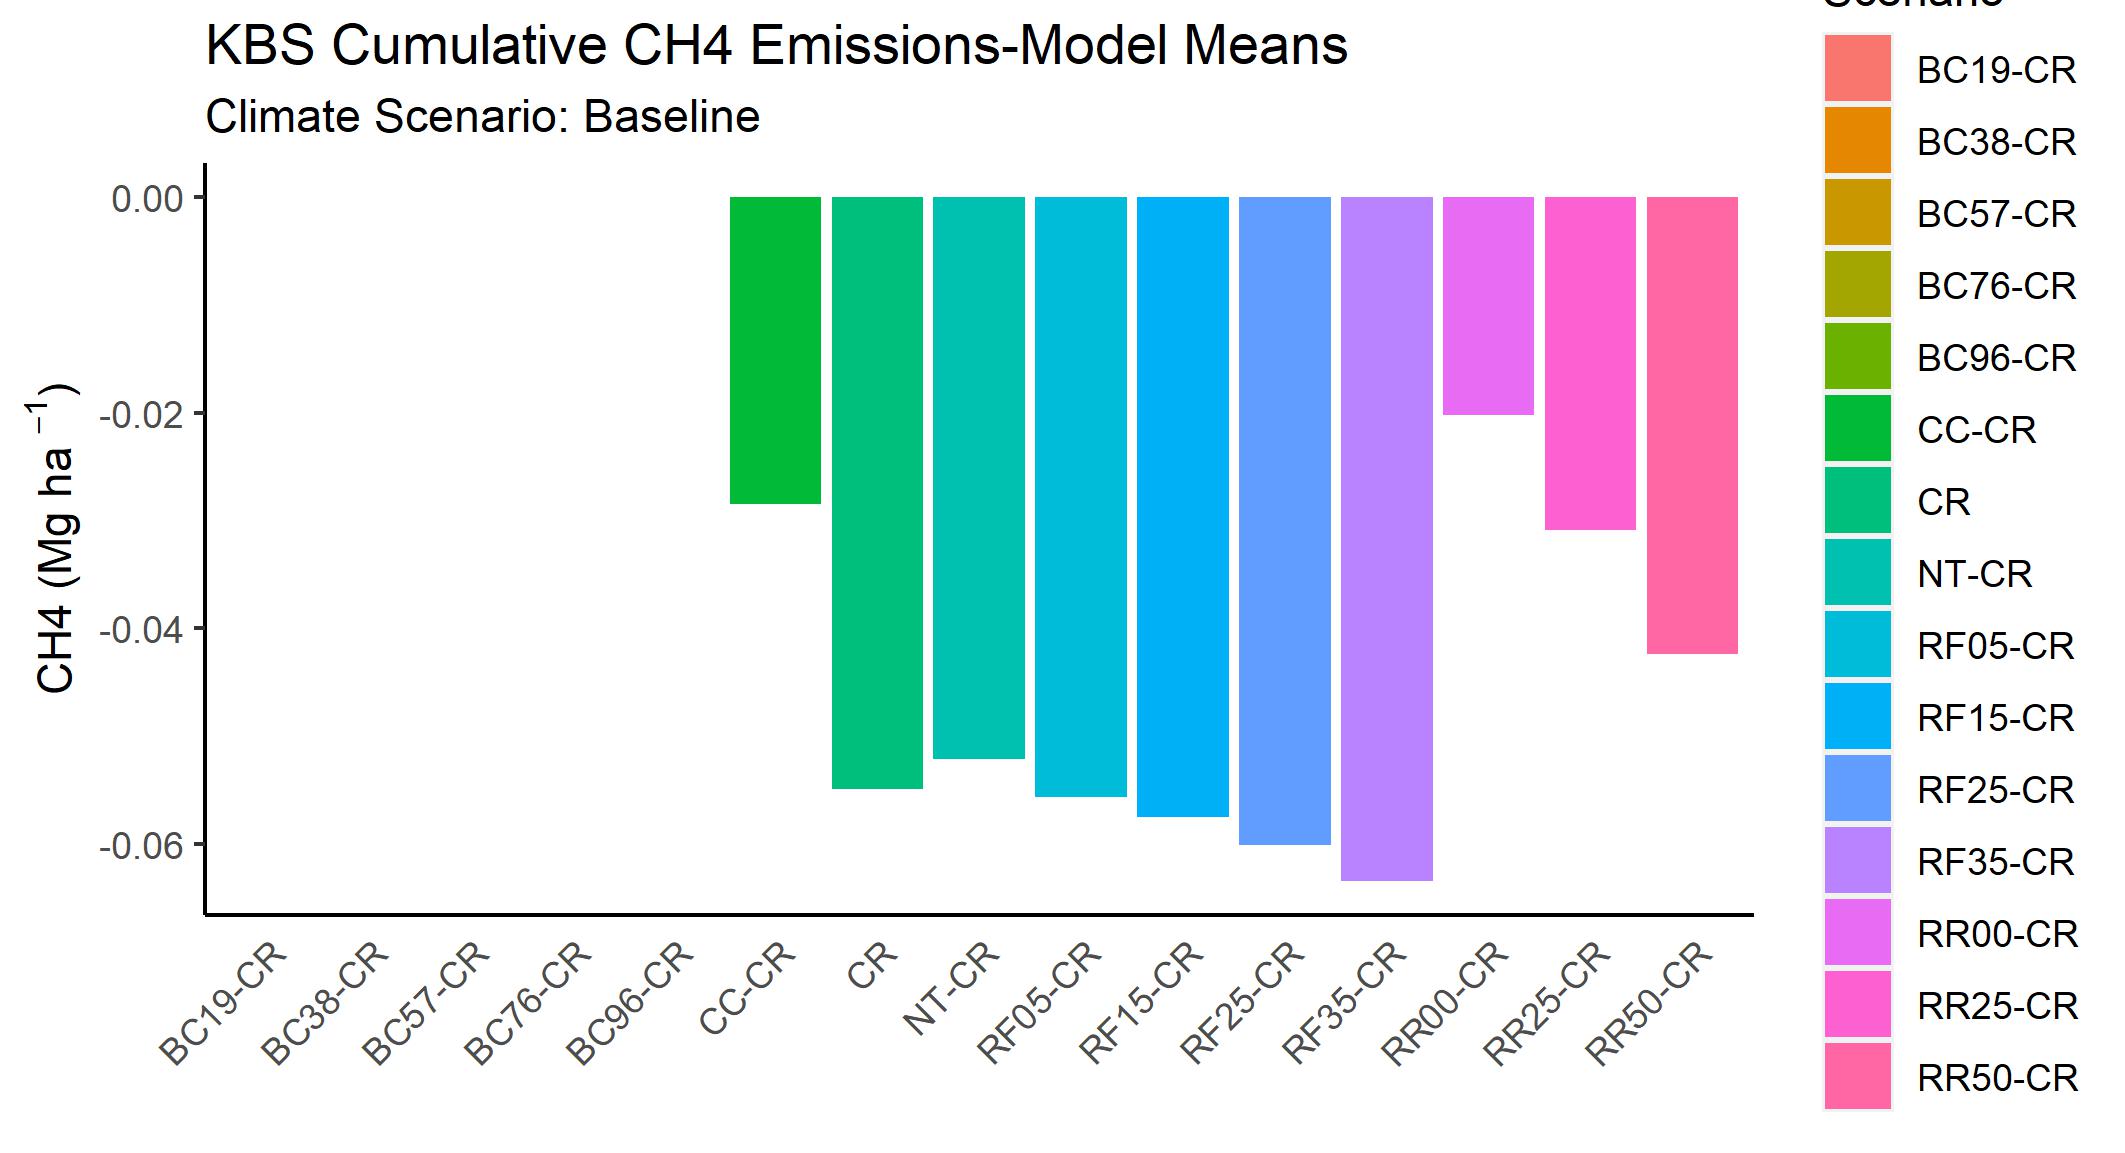 KBS Cumulative CH4 Emissions-Model Means
Climate Scenario: Baseline
CH4 (Mg ha −1)
0.00
-0.02
-0.04
-0.06
BC19-CR
BC38-CR
BC57-CR
BC76-CR
BC96-CR
CC-CR
CR
NT-CR
RF05-CR
RF15-CR
RF25-CR
RF35-CR
RR00-CR
RR25-CR
RR50-CR
Scenario
BC19-CR
BC38-CR
BC57-CR
BC76-CR
BC96-CR
CC-CR
CR
NT-CR
RF05-CR
RF15-CR
RF25-CR
RF35-CR
RR00-CR
RR25-CR
RR50-CR